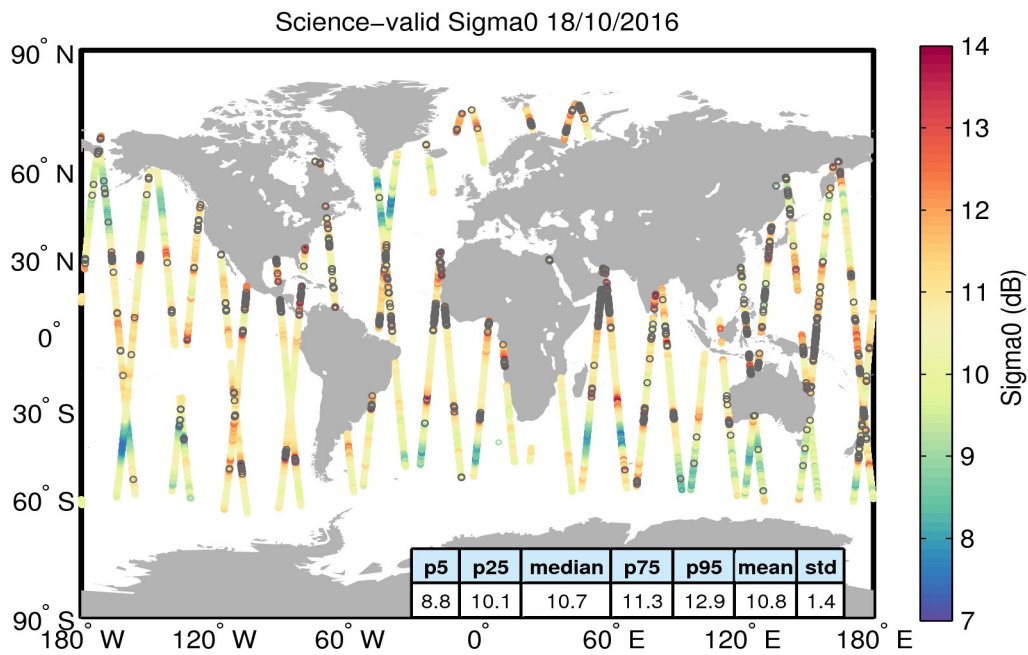 Science−valid Sigma0 18/10/2016
90° N
60° N
30° N
0°
30° S
60° S
90° S
180° W
120° W
60° W
0°
60° E
120° E
180° E
p5 p25 median p75 p95 mean std
8.8 10.1 10.7 11.3 12.9 10.8 1.4
14
13
12
11
10
9
8
7
Sigma0 (dB)